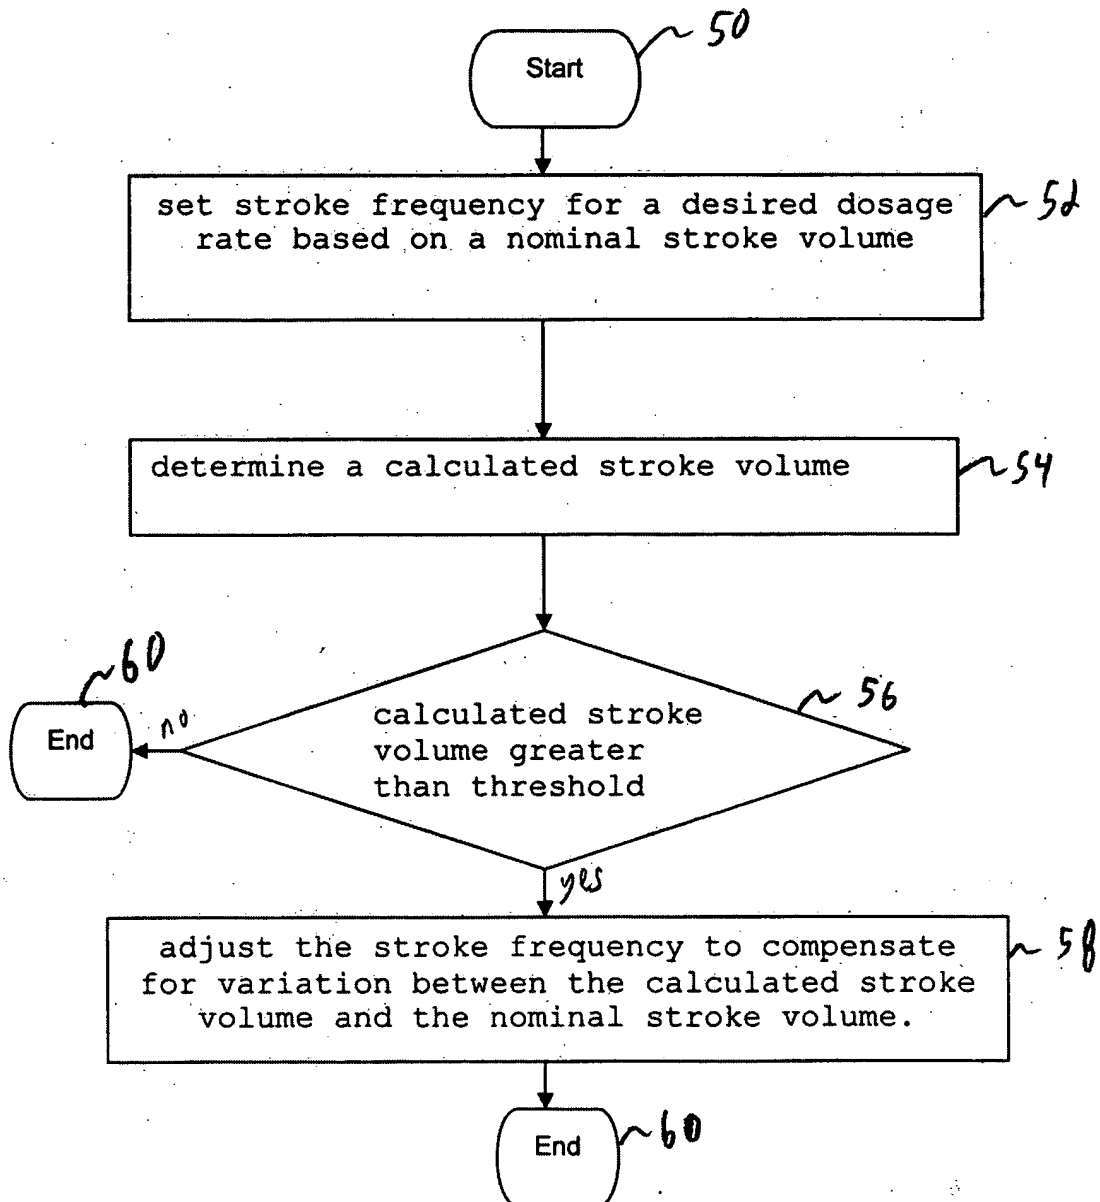 50
Start
set stroke frequency for a desired dosage
rate based on a nominal stroke volume
52
determine a calculated stroke volume
54
60
End
no
calculated stroke
volume greater
than threshold
56
yes
adjust the stroke frequency to compensate
for variation between the calculated stroke
volume and the nominal stroke volume.
58
End
60